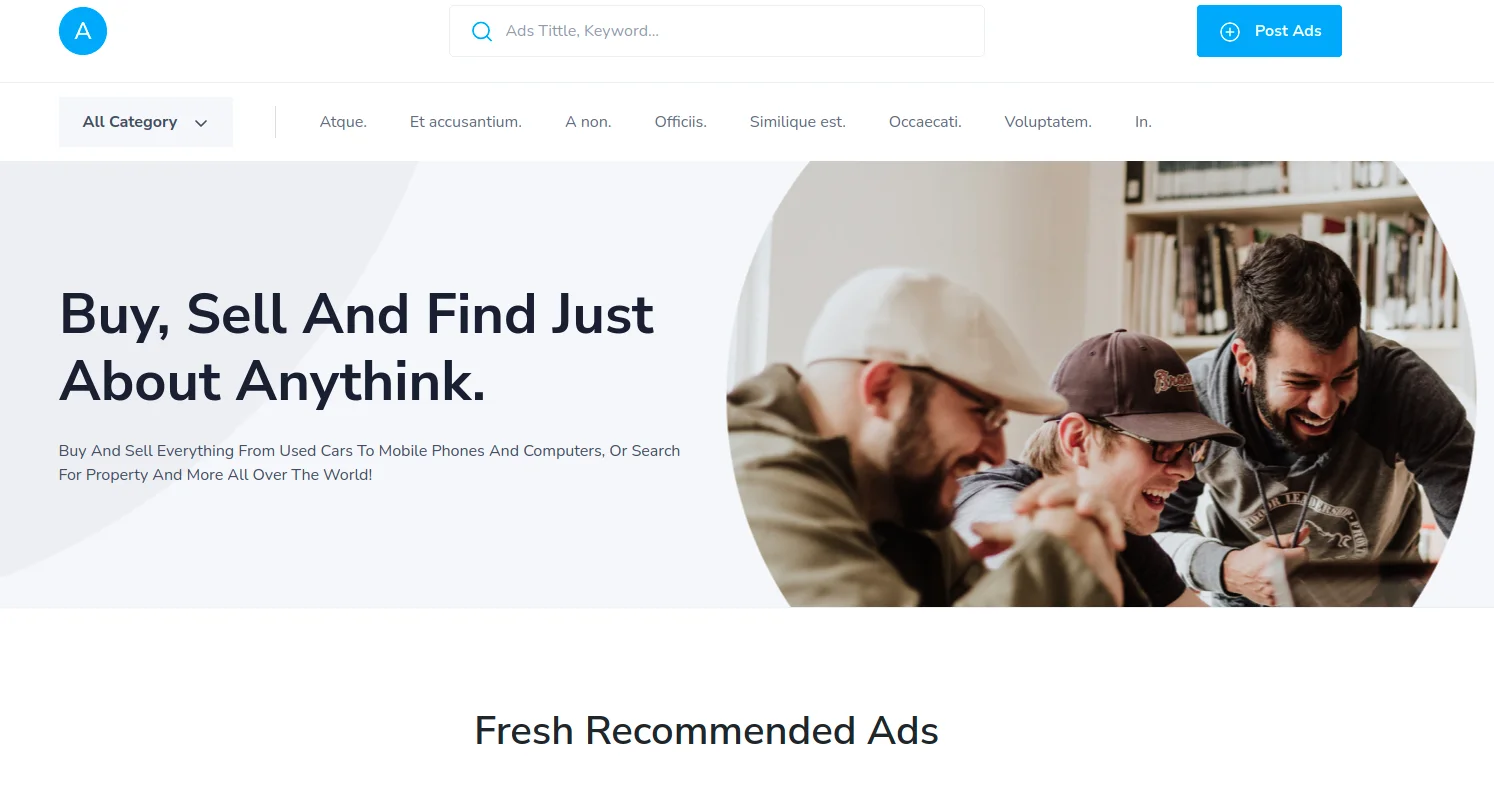 A
Ads Tittle, Keyword...
Post Ads
All Category
Atque. Et accusantium. A non. Officiis. Similique est. Occaecati. Voluptatem. In.
Buy, Sell And Find Just
About Anythink.
Buy And Sell Everything From Used Cars To Mobile Phones And Computers, Or Search
For Property And More All Over The World!
Fresh Recommended Ads